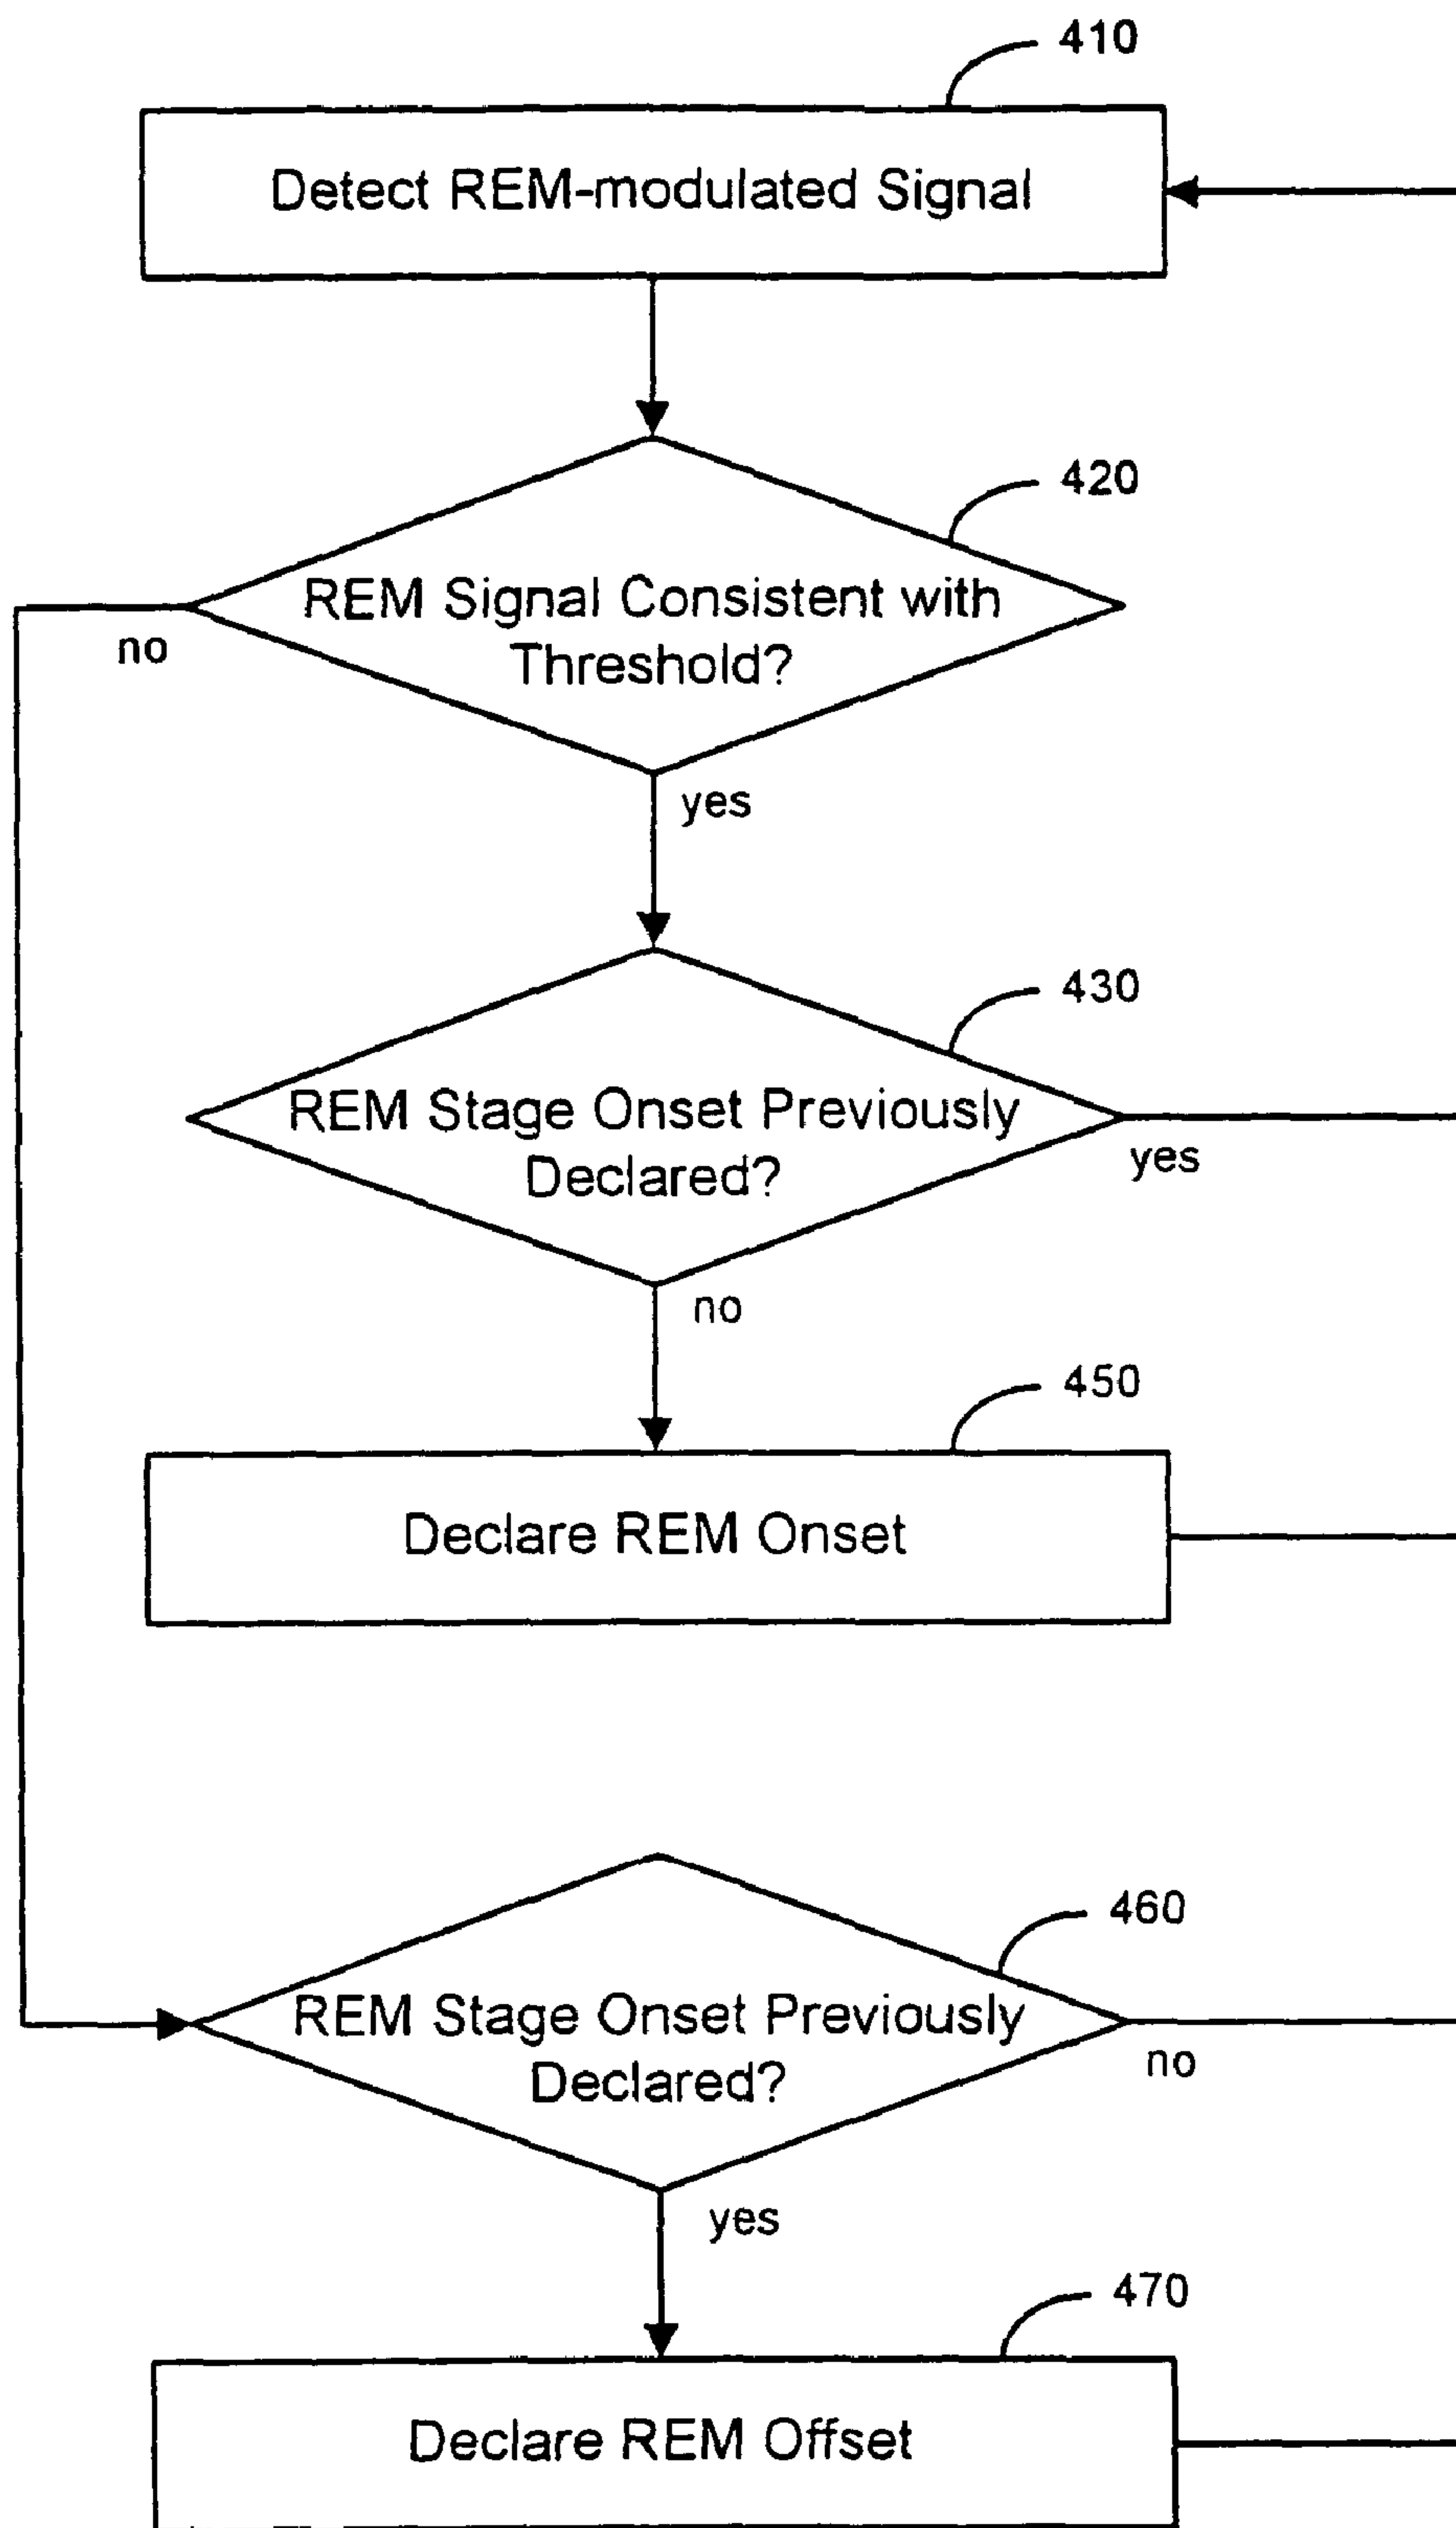 410
Detect REM-modulated Signal
420
REM Signal Consistent with
Threshold?
no
yes
430
REM Stage Onset Previously
Declared?
yes
no
450
Declare REM Onset
460
REM Stage Onset Previously
Declared?
no
yes
470
Declare REM Offset